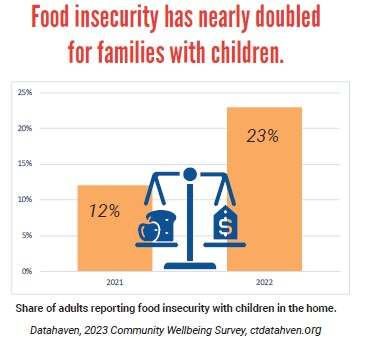 Food insecurity has nearly doubled
for families with children.
25%
20%
15%
10%
5%
0%
12%
23%
$
2021
2022
Share of adults reporting food insecurity with children in the home.
Datahaven, 2023 Community Wellbeing Survey, ctdatahven.org